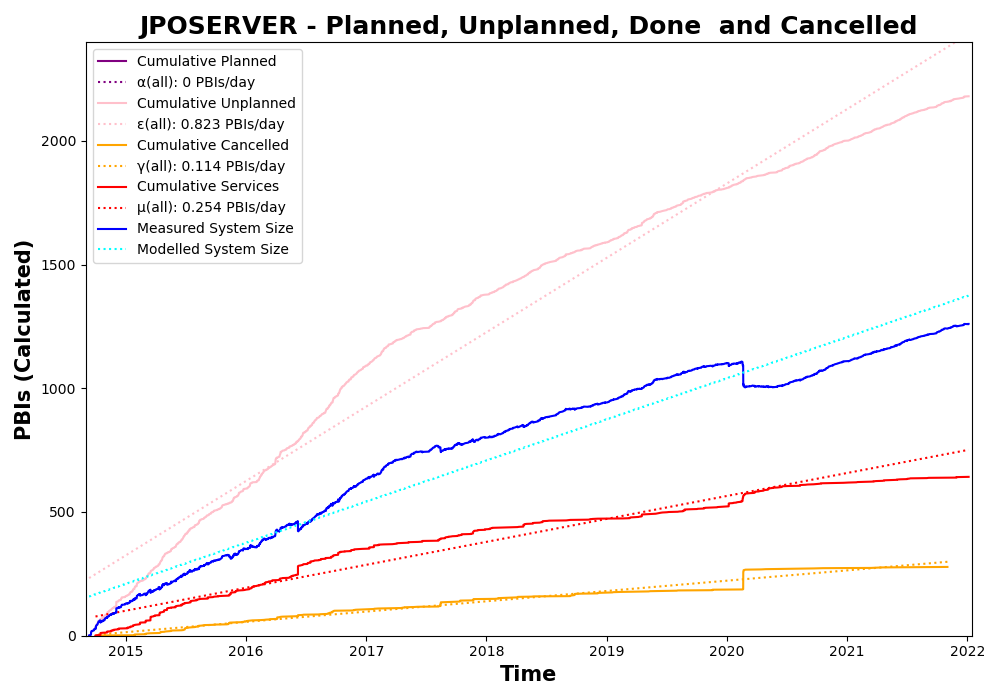 JPOSERVER - Planned, Unplanned, Done  and Cancelled
Cumulative Planned
α(all): 0 PBIs/day
Cumulative Unplanned
ε(all): 0.823 PBIs/day
Cumulative Cancelled
γ(all): 0.114 PBIs/day
Cumulative Services
μ(all): 0.254 PBIs/day
Measured System Size
Modelled System Size
PBIs (Calculated)
2000
1500
1000
500
0
2015 2016 2017 2018 2019 2020 2021 2022
Time